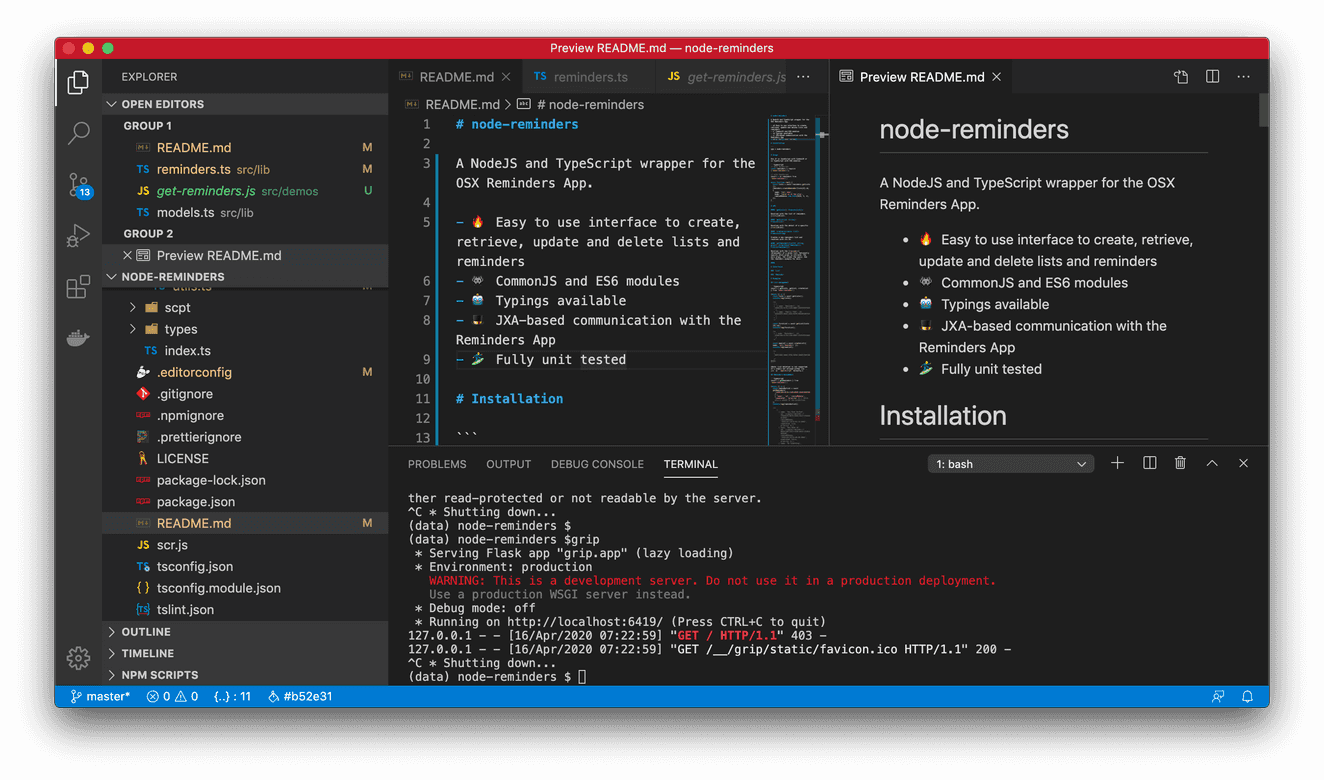 Preview README.md — node-reminders
EXPLORER
OPEN EDITORS
GROUP 1
README.md M
TS reminders.ts src/lib M
JS get-reminders.js src/demos U
TS models.ts src/lib
GROUP 2
Preview README.md
NODE-REMINDERS
scpt
types
TS index.ts
.editorconfig M
.gitignore
.npmignore
.prettierignore
LICENSE
package-lock.json
package.json
README.md M
JS scr.js
tsconfig.json
{} tsconfig.module.json
tslint.json
OUTLINE
TIMELINE
NPM SCRIPTS
13
README.md
TS reminders.ts
JS get-reminders.js
...
README.md > # node-reminders
1 # node-reminders
2
3 A NodeJS and TypeScript wrapper for the
OSX Reminders App.
4
5 - 🔥 Easy to use interface to create,
retrieve, update and delete lists and
reminders
6 - CommonJS and ES6 modules
7 - Typings available
8 - JXA-based communication with the
Reminders App
9 - Fully unit tested
10
11 # Installation
12
13 ```
Preview README.md
...
node-reminders
A NodeJS and TypeScript wrapper for the OSX
Reminders App.
• 🔥 Easy to use interface to create, retrieve,
update and delete lists and reminders
• CommonJS and ES6 modules
• Typings available
• JXA-based communication with the
Reminders App
• Fully unit tested
Installation
PROBLEMS OUTPUT DEBUG CONSOLE TERMINAL
1: bash
ther read-protected or not readable by the server.
^C * Shutting down...
(data) node-reminders $
(data) node-reminders $grip
* Serving Flask app "grip.app" (lazy loading)
* Environment: production
WARNING: This is a development server. Do not use it in a production deployment.
Use a production WSGI server instead.
* Debug mode: off
* Running on http://localhost:6419/ (Press CTRL+C to quit)
127.0.0.1 - - [16/Apr/2020 07:22:59] "GET / HTTP/1.1" 403 -
127.0.0.1 - - [16/Apr/2020 07:22:59] "GET /__/grip/static/favicon.ico HTTP/1.1" 200 -
^C * Shutting down...
(data) node-reminders $
master* 0 0 {..} : 11 #b52e31